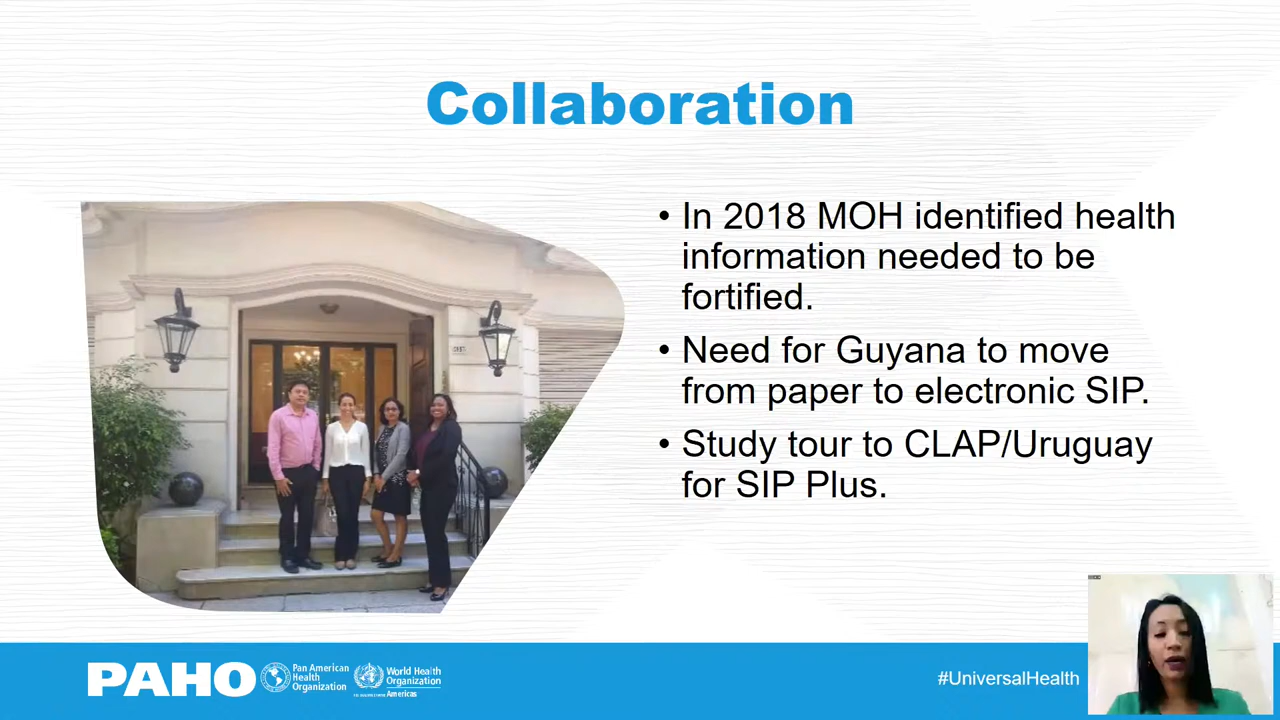 Collaboration
• In 2018 MOH identified health
information needed to be
fortified.
• Need for Guyana to move
from paper to electronic SIP.
• Study tour to CLAP/Uruguay
for SIP Plus.
PAHO
Pan American
Health
Organization
World Health
Organization
Americas
#UniversalHealth